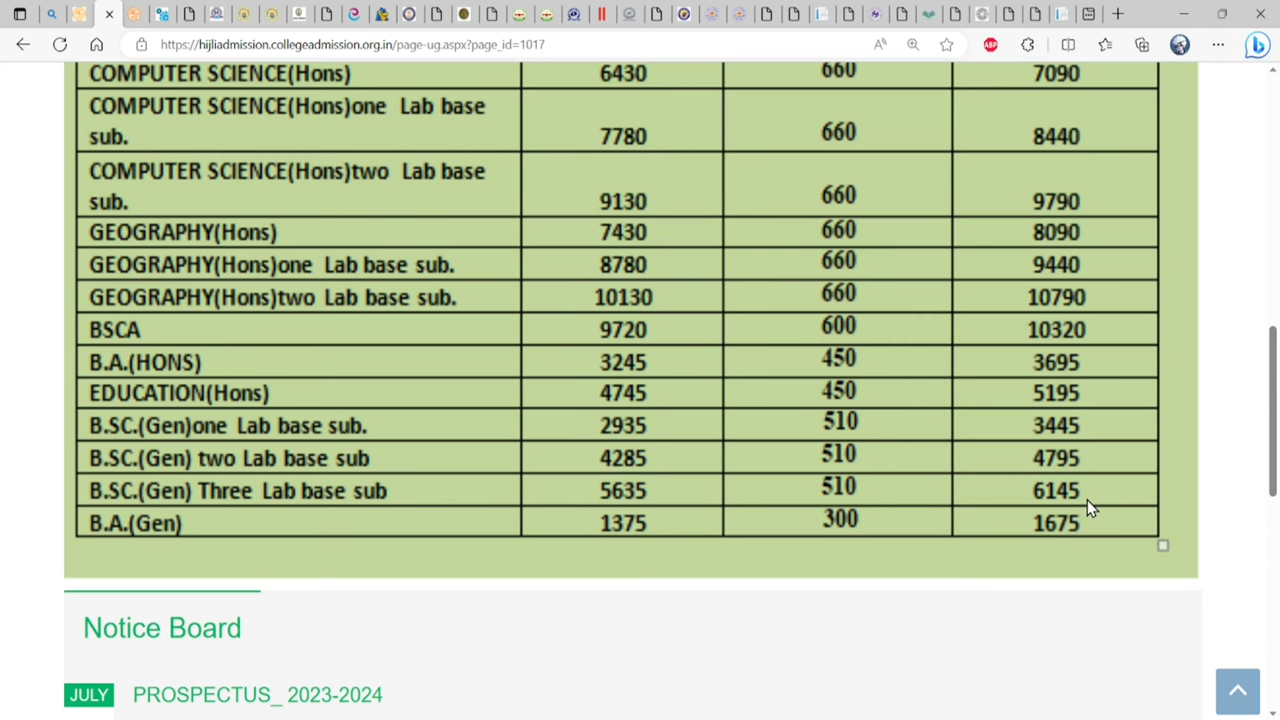 https://hijliadmission.collegeadmission.org.in/page-ug.aspx?page_id=1017
COMPUTER SCIENCE(Hons) 6430 660 7090
COMPUTER SCIENCE(Hons)one Lab base
sub. 7780 660 8440
COMPUTER SCIENCE(Hons)two Lab base
sub. 9130 660 9790
GEOGRAPHY(Hons) 7430 660 8090
GEOGRAPHY(Hons)one Lab base sub. 8780 660 9440
GEOGRAPHY(Hons)two Lab base sub. 10130 660 10790
BSCA 9720 600 10320
B.A.(HONS) 3245 450 3695
EDUCATION(Hons) 4745 450 5195
B.SC.(Gen)one Lab base sub. 2935 510 3445
B.SC.(Gen) two Lab base sub 4285 510 4795
B.SC.(Gen) Three Lab base sub 5635 510 6145
B.A.(Gen) 1375 300 1675
Notice Board
JULY PROSPECTUS_ 2023-2024